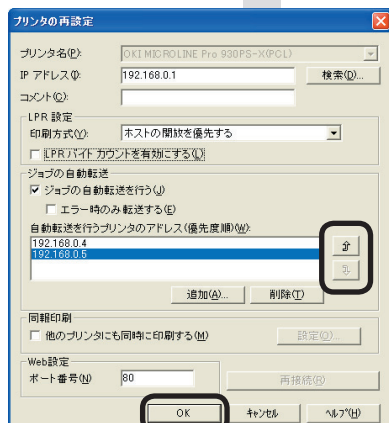 プリンタの再設定
プリンタ名(P): OKI MICROLINE Pro 930PS-X(PCL)
IP アドレス(I): 192.168.0.1 検索(D)...
コメント(C):
LPR 設定
印刷方式(Y): ホストの開放を優先する
LPRバイトカウントを有効にする(L)
ジョブの自動転送
ジョブの自動転送を行う(J)
エラー時のみ転送する(E)
自動転送を行うプリンタのアドレス(優先度順)(W):
192.168.0.4
192.168.0.5
追加(A)... 削除(T)
同報印刷
他のプリンタにも同時に印刷する(M) 設定(O)...
Web設定
ポート番号(N) 80 再接続(R)
OK キャンセル ヘルプ(H)